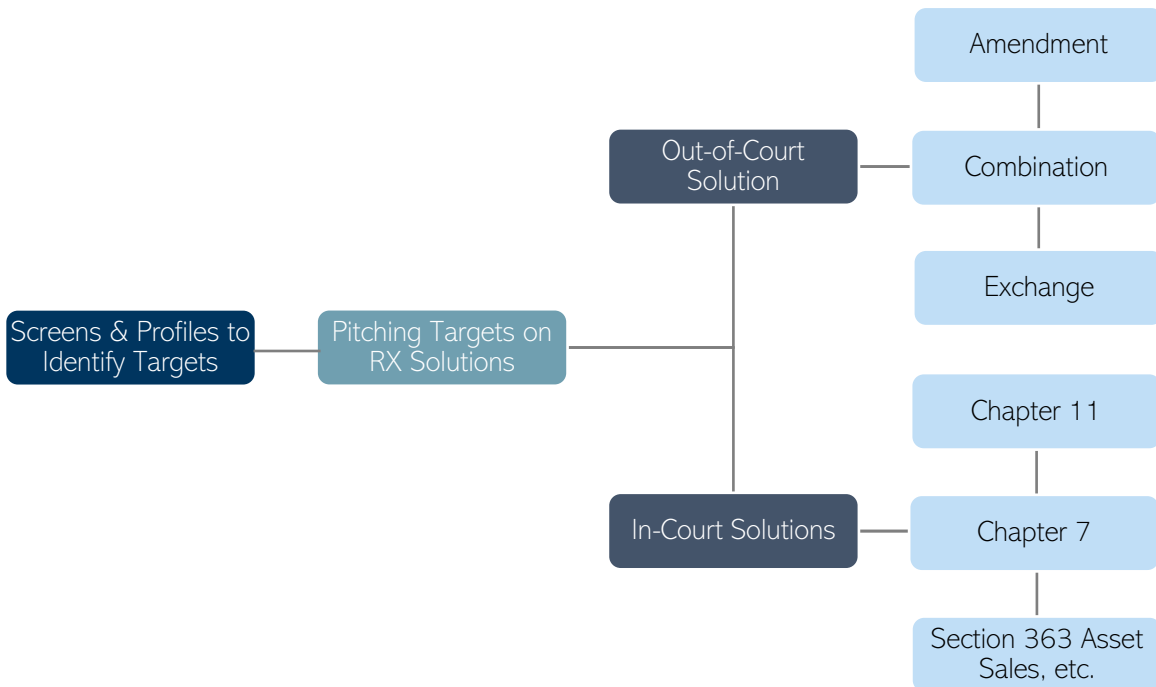 Screens & Profiles to
Identify Targets
Pitching Targets on
RX Solutions
Out-of-Court
Solution
Amendment
Combination
Exchange
In-Court Solutions
Chapter 11
Chapter 7
Section 363 Asset
Sales, etc.